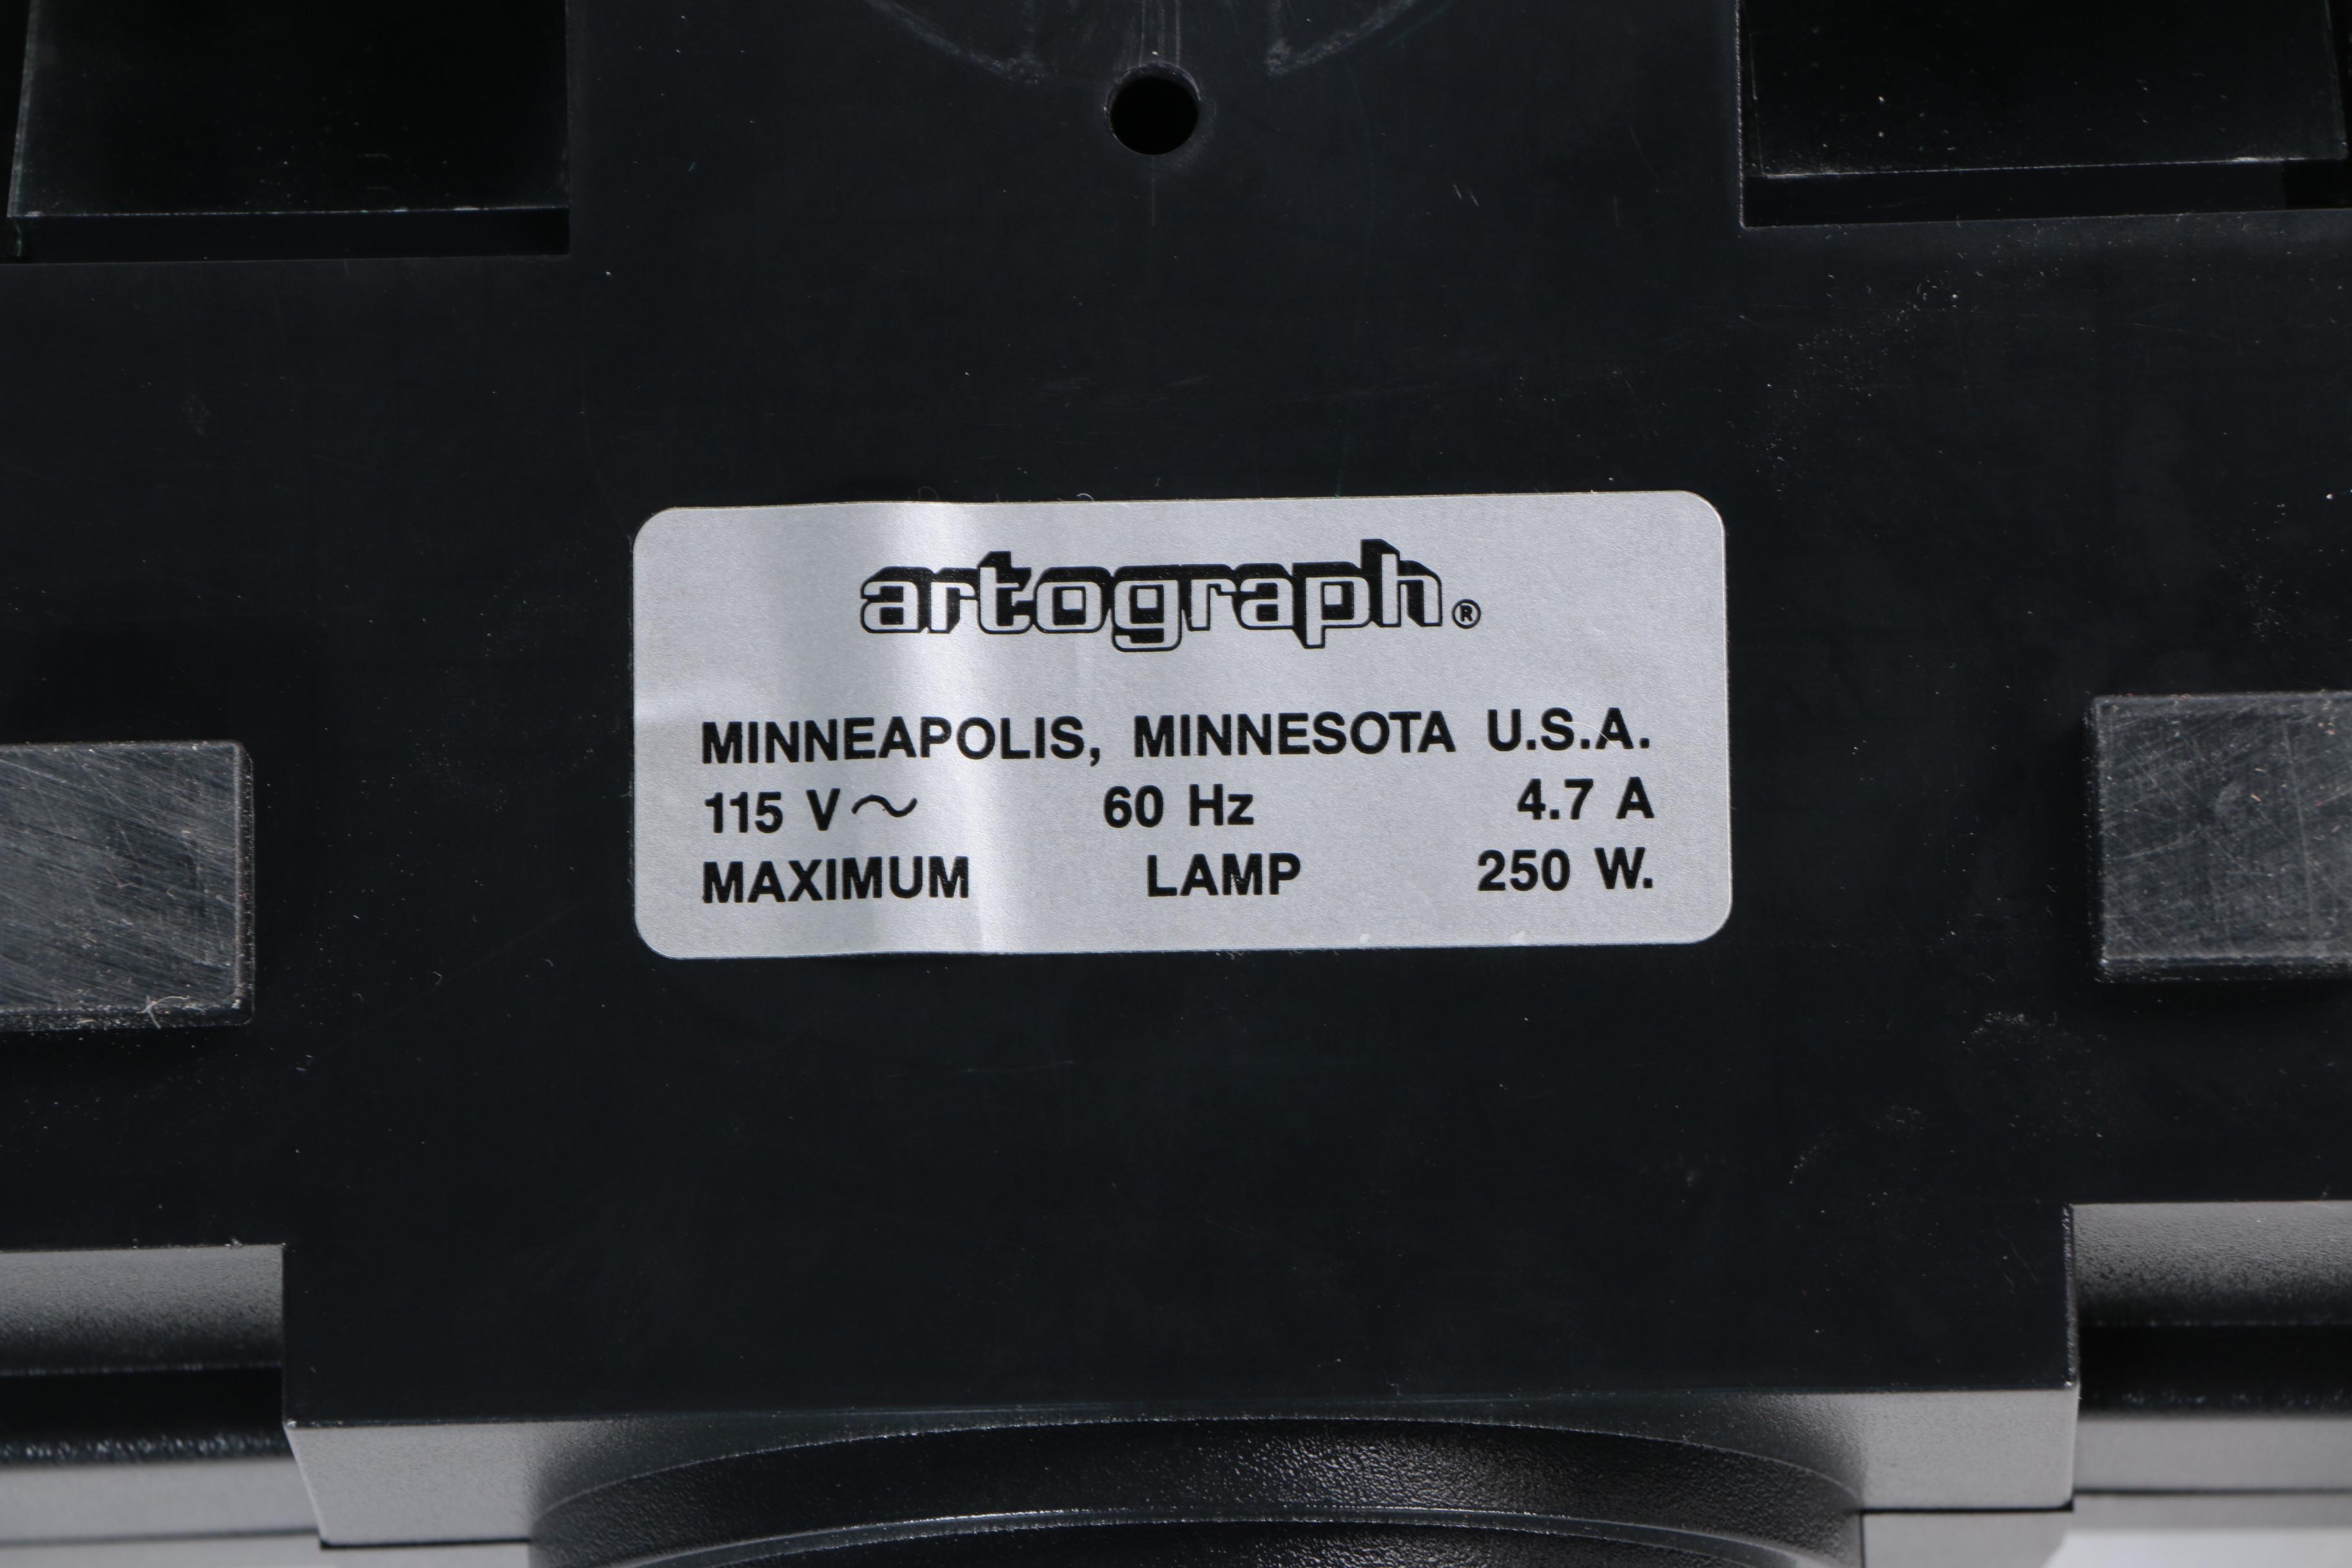 artograph®
MINNEAPOLIS, MINNESOTA U.S.A.
115 V~ 60 Hz 4.7 A
MAXIMUM LAMP 250 W.